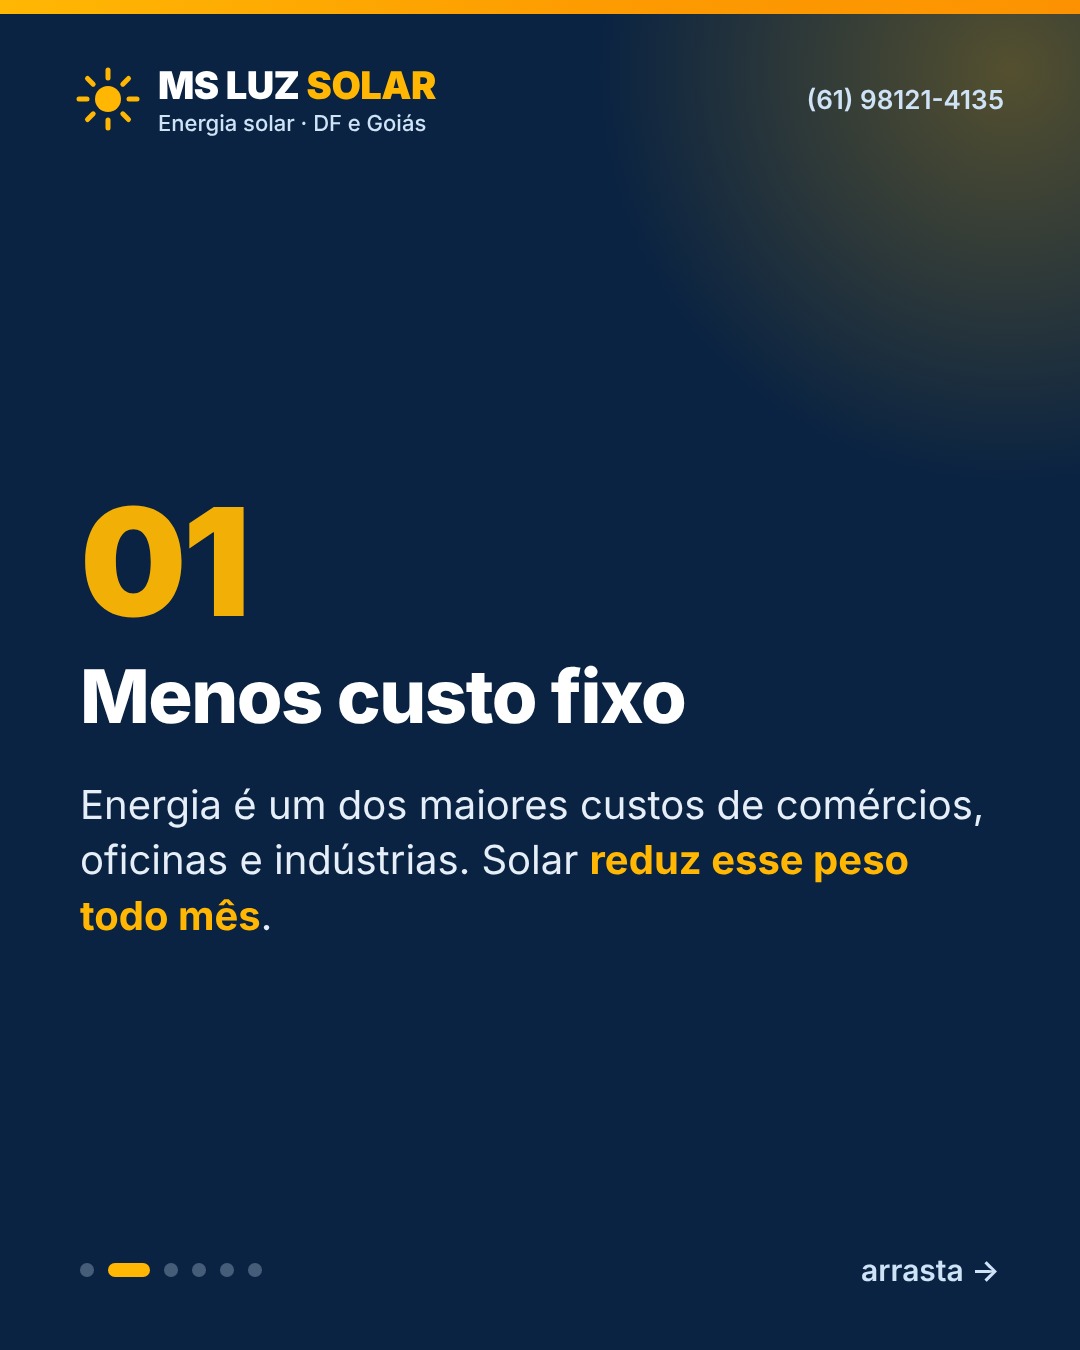 MS LUZ SOLAR
Energia solar · DF e Goiás
(61) 98121-4135
01
Menos custo fixo
Energia é um dos maiores custos de comércios,
oficinas e indústrias. Solar reduz esse peso
todo mês.
arrasta →